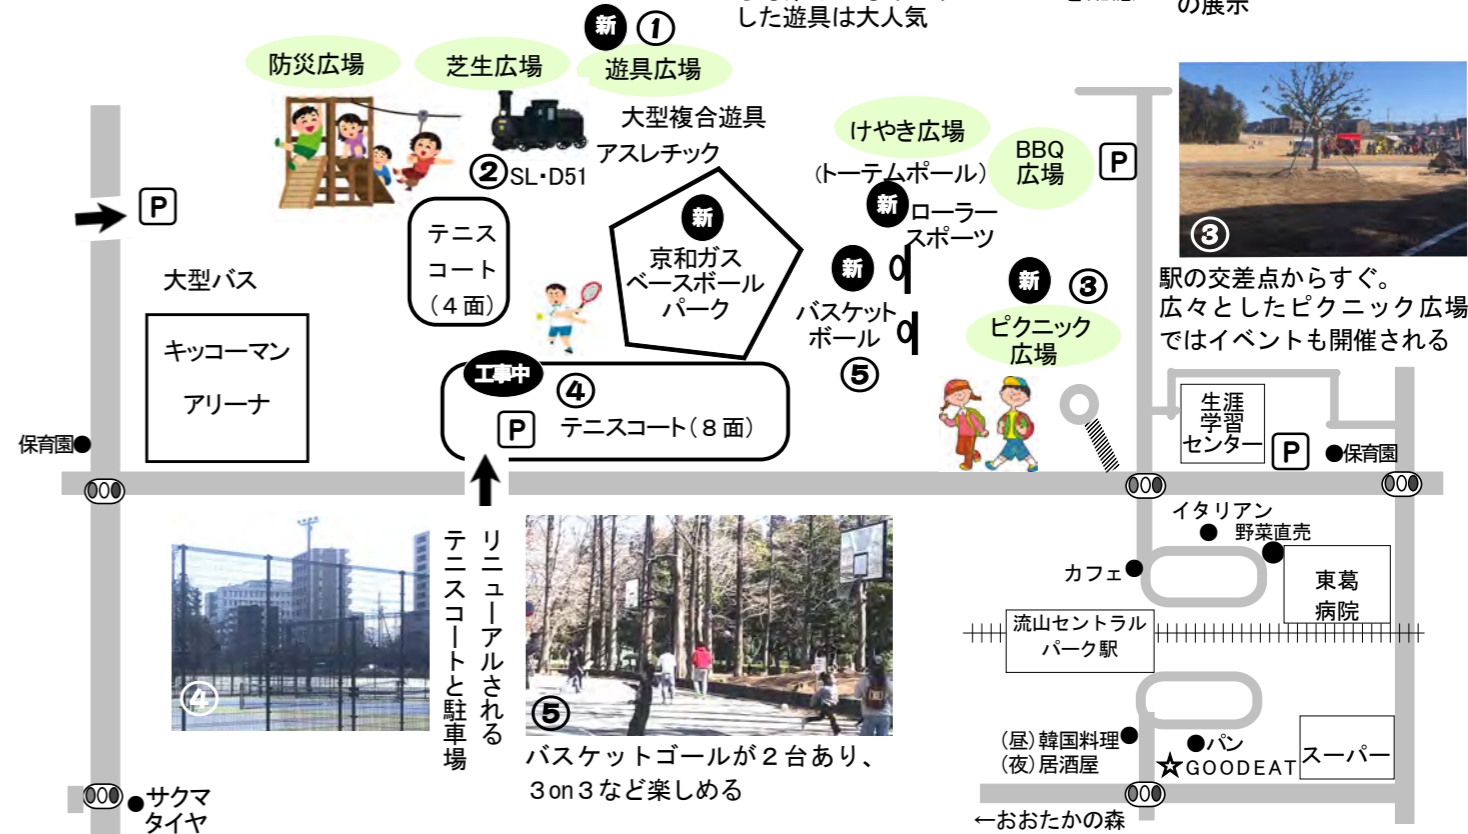 した遊具は大人気
の展示
新 ①
防災広場
芝生広場
遊具広場
大型複合遊具
アスレチック
②SL・D51
けやき広場
(トーテムポール)
BBQ
広場
P
P
新
ローラー
スポーツ
テニス
コート
(4面)
新
京和ガス
ベースボール
パーク
新
バスケット
ボール
⑤
新 ③
ピクニック
広場
③
駅の交差点からすぐ。
広々としたピクニック広場
ではイベントも開催される
大型バス
キッコーマン
アリーナ
保育園●
工事中
④
P テニスコート(8面)
生涯
学習
センター
P
●保育園
イタリアン
野菜直売
カフェ
東葛
病院
流山セントラル
パーク駅
④
リニューアルされる
テニスコートと駐車場
⑤
バスケットゴールが2台あり、
3on3など楽しめる
(昼)韓国料理
(夜)居酒屋
●パン
☆GOODEAT
スーパー
←おおたかの森
●サクマ
タイヤ